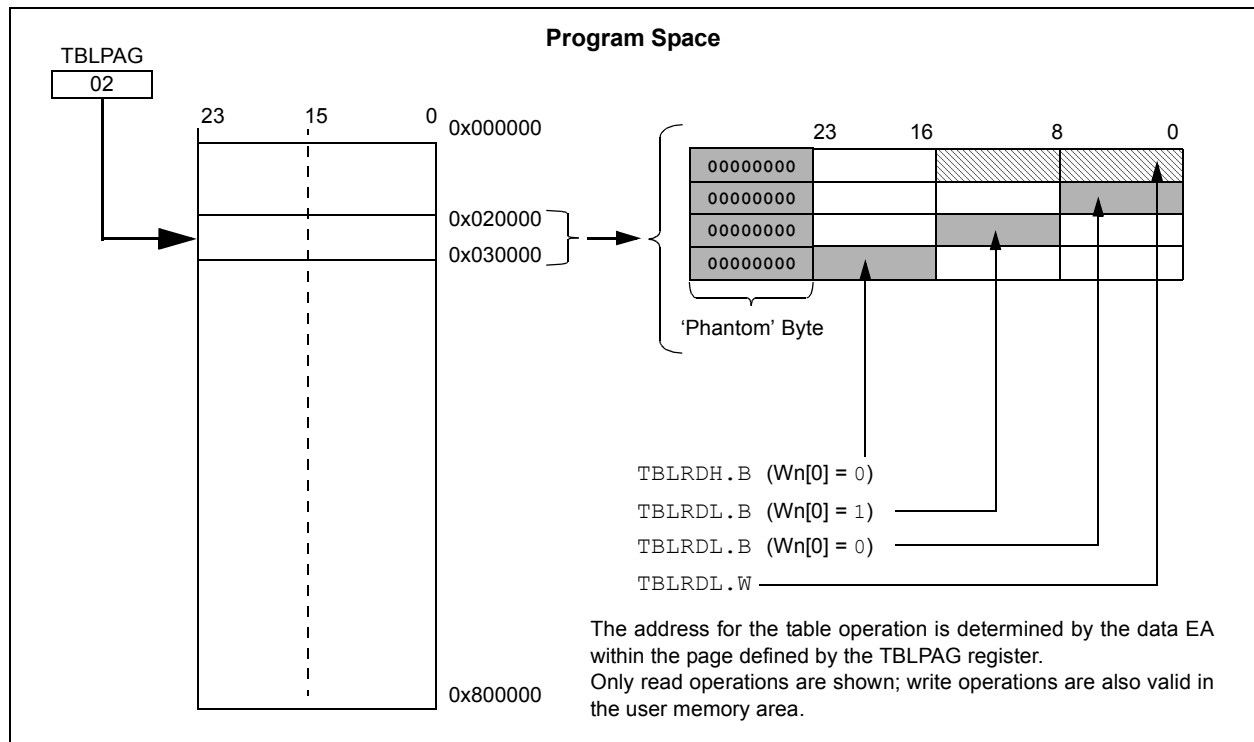 Program Space
TBLPAG
02
23 15 0
0x000000
0x020000
0x030000
0x800000
23 16 8 0
00000000
00000000
00000000
00000000
‘Phantom’ Byte
TBLRDH.B (Wn[0] = 0)
TBLRDL.B (Wn[0] = 1)
TBLRDL.B (Wn[0] = 0)
TBLRDL.W
The address for the table operation is determined by the data EA
within the page defined by the TBLPAG register.
Only read operations are shown; write operations are also valid in
the user memory area.